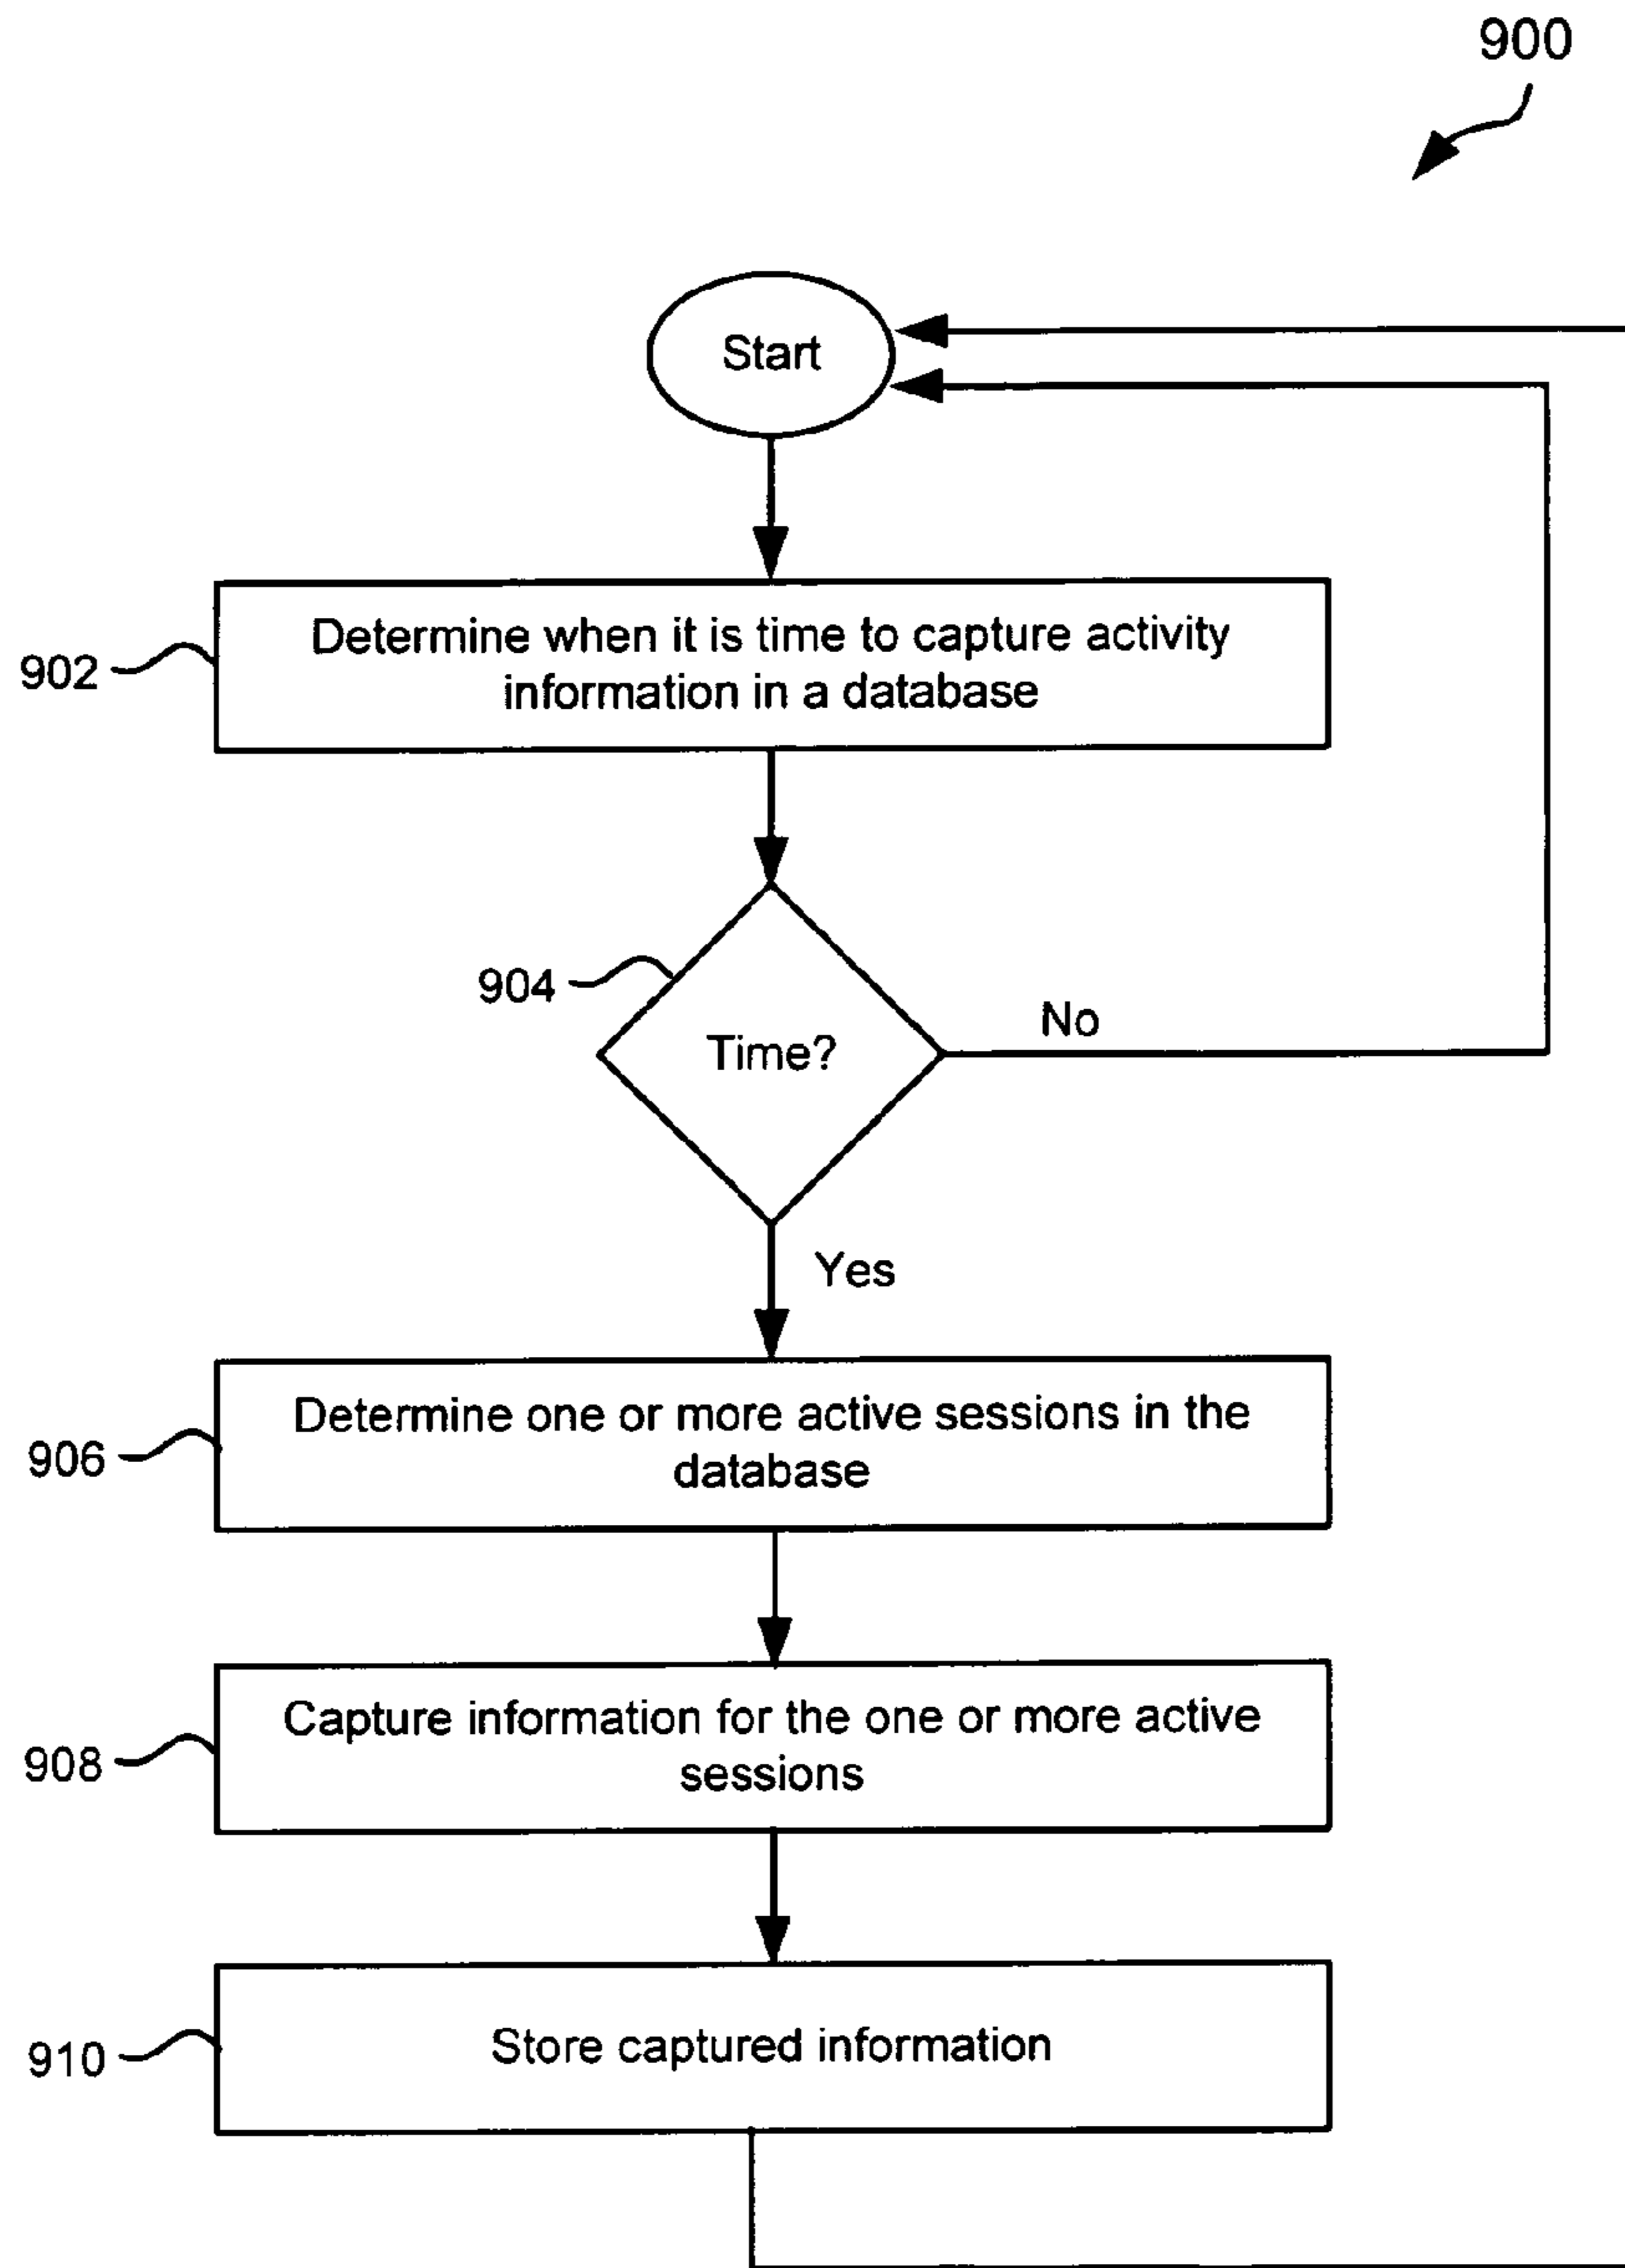 900
Start
Determine when it is time to capture activity
information in a database
902
904
Time?
No
Yes
Determine one or more active sessions in the
database
906
Capture information for the one or more active
sessions
908
Store captured information
910